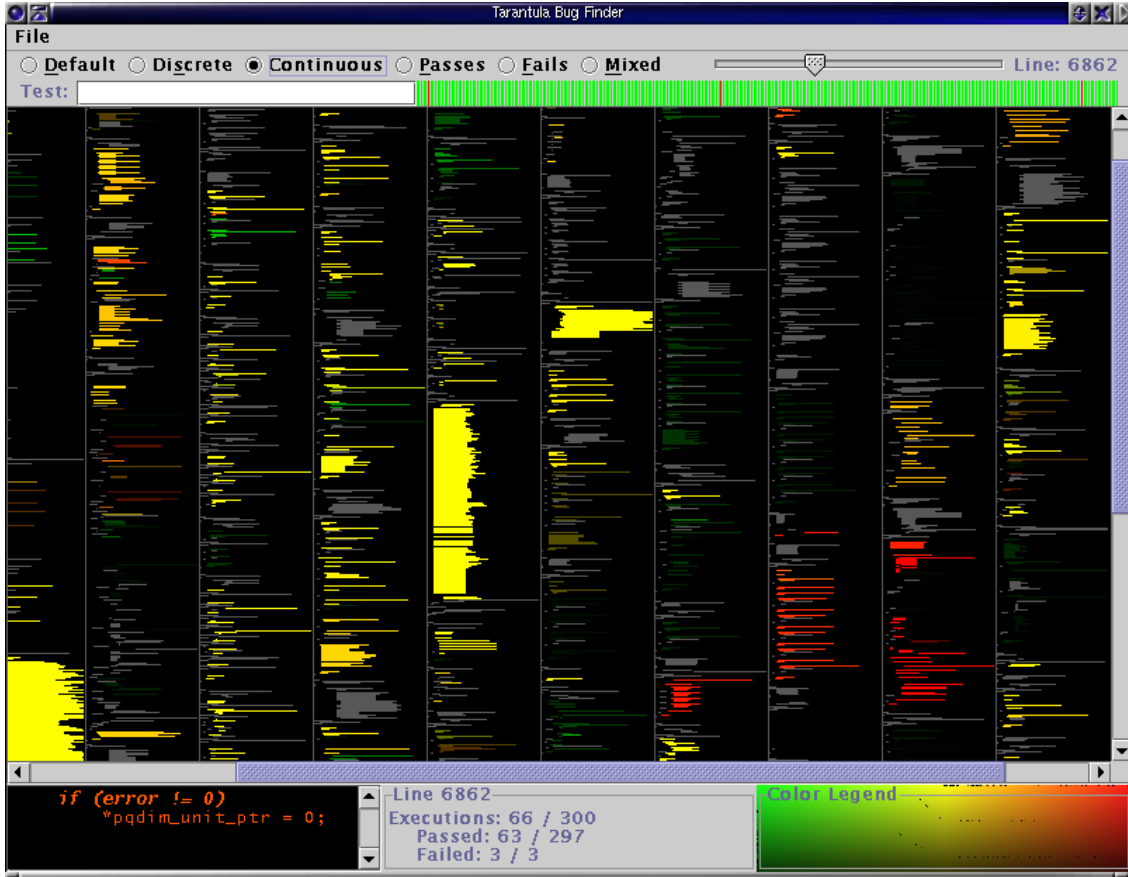 Tarantula Bug Finder
File
Default Discrete Continuous Passes Fails Mixed Line: 6862
Test:
if (error != 0)
*pqdim_unit_ptr = 0;
Line 6862
Executions: 66 / 300
Passed: 63 / 297
Failed: 3 / 3
Color Legend